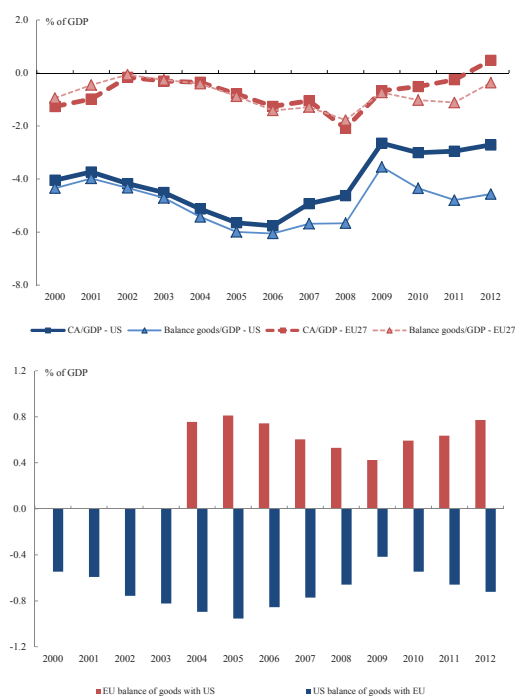 % of GDP
2.0
0.0
-2.0
-4.0
-6.0
-8.0
2000 2001 2002 2003 2004 2005 2006 2007 2008 2009 2010 2011 2012
CA/GDP - US Balance goods/GDP - US CA/GDP - EU27 Balance goods/GDP - EU27
% of GDP
1.2
0.8
0.4
0.0
-0.4
-0.8
-1.2
2000 2001 2002 2003 2004 2005 2006 2007 2008 2009 2010 2011 2012
EU balance of goods with US US balance of goods with EU